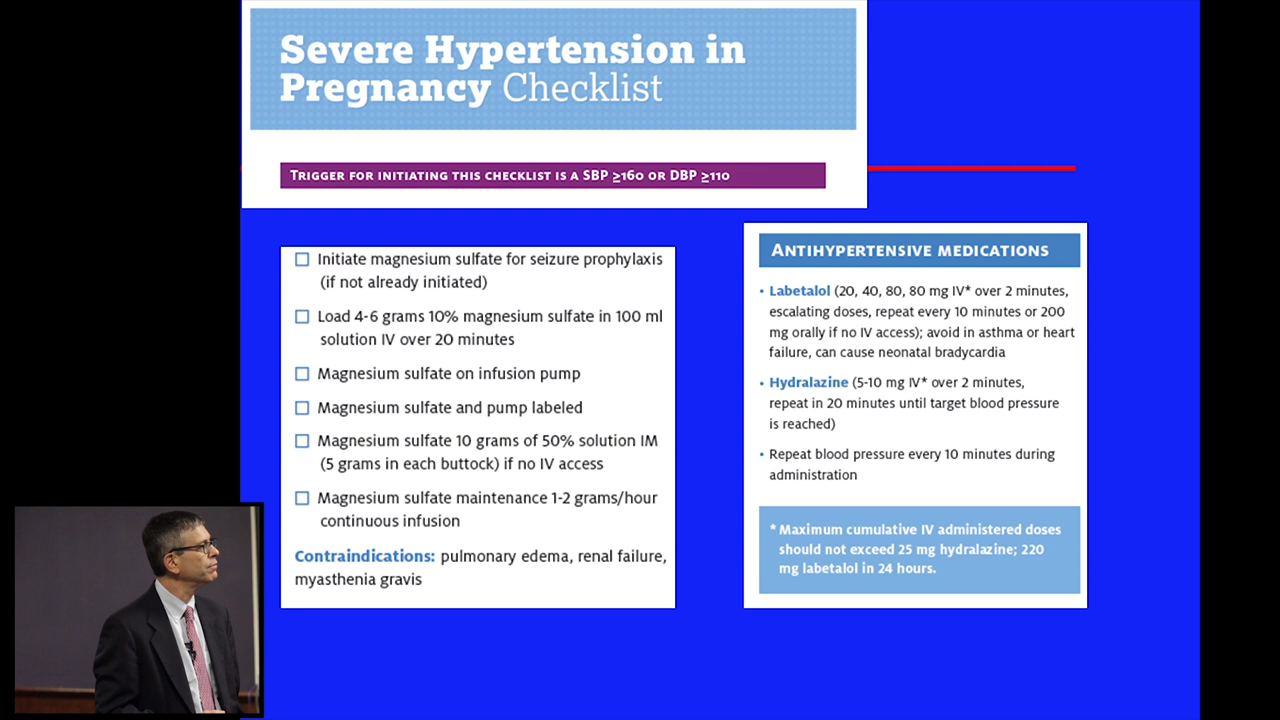 Severe Hypertension in
Pregnancy Checklist
TRIGGER FOR INITIATING THIS CHECKLIST IS A SBP ≥160 OR DBP ≥110
Initiate magnesium sulfate for seizure prophylaxis
(if not already initiated)
Load 4-6 grams 10% magnesium sulfate in 100 ml
solution IV over 20 minutes
Magnesium sulfate on infusion pump
Magnesium sulfate and pump labeled
Magnesium sulfate 10 grams of 50% solution IM
(5 grams in each buttock) if no IV access
Magnesium sulfate maintenance 1-2 grams/hour
continuous infusion
Contraindications: pulmonary edema, renal failure,
myasthenia gravis
ANTIHYPERTENSIVE MEDICATIONS
• Labetalol (20, 40, 80, 80 mg IV* over 2 minutes,
escalating doses, repeat every 10 minutes or 200
mg orally if no IV access); avoid in asthma or heart
failure, can cause neonatal bradycardia
• Hydralazine (5-10 mg IV* over 2 minutes,
repeat in 20 minutes until target blood pressure
is reached)
• Repeat blood pressure every 10 minutes during
administration
* Maximum cumulative IV administered doses
should not exceed 25 mg hydralazine; 220
mg labetalol in 24 hours.